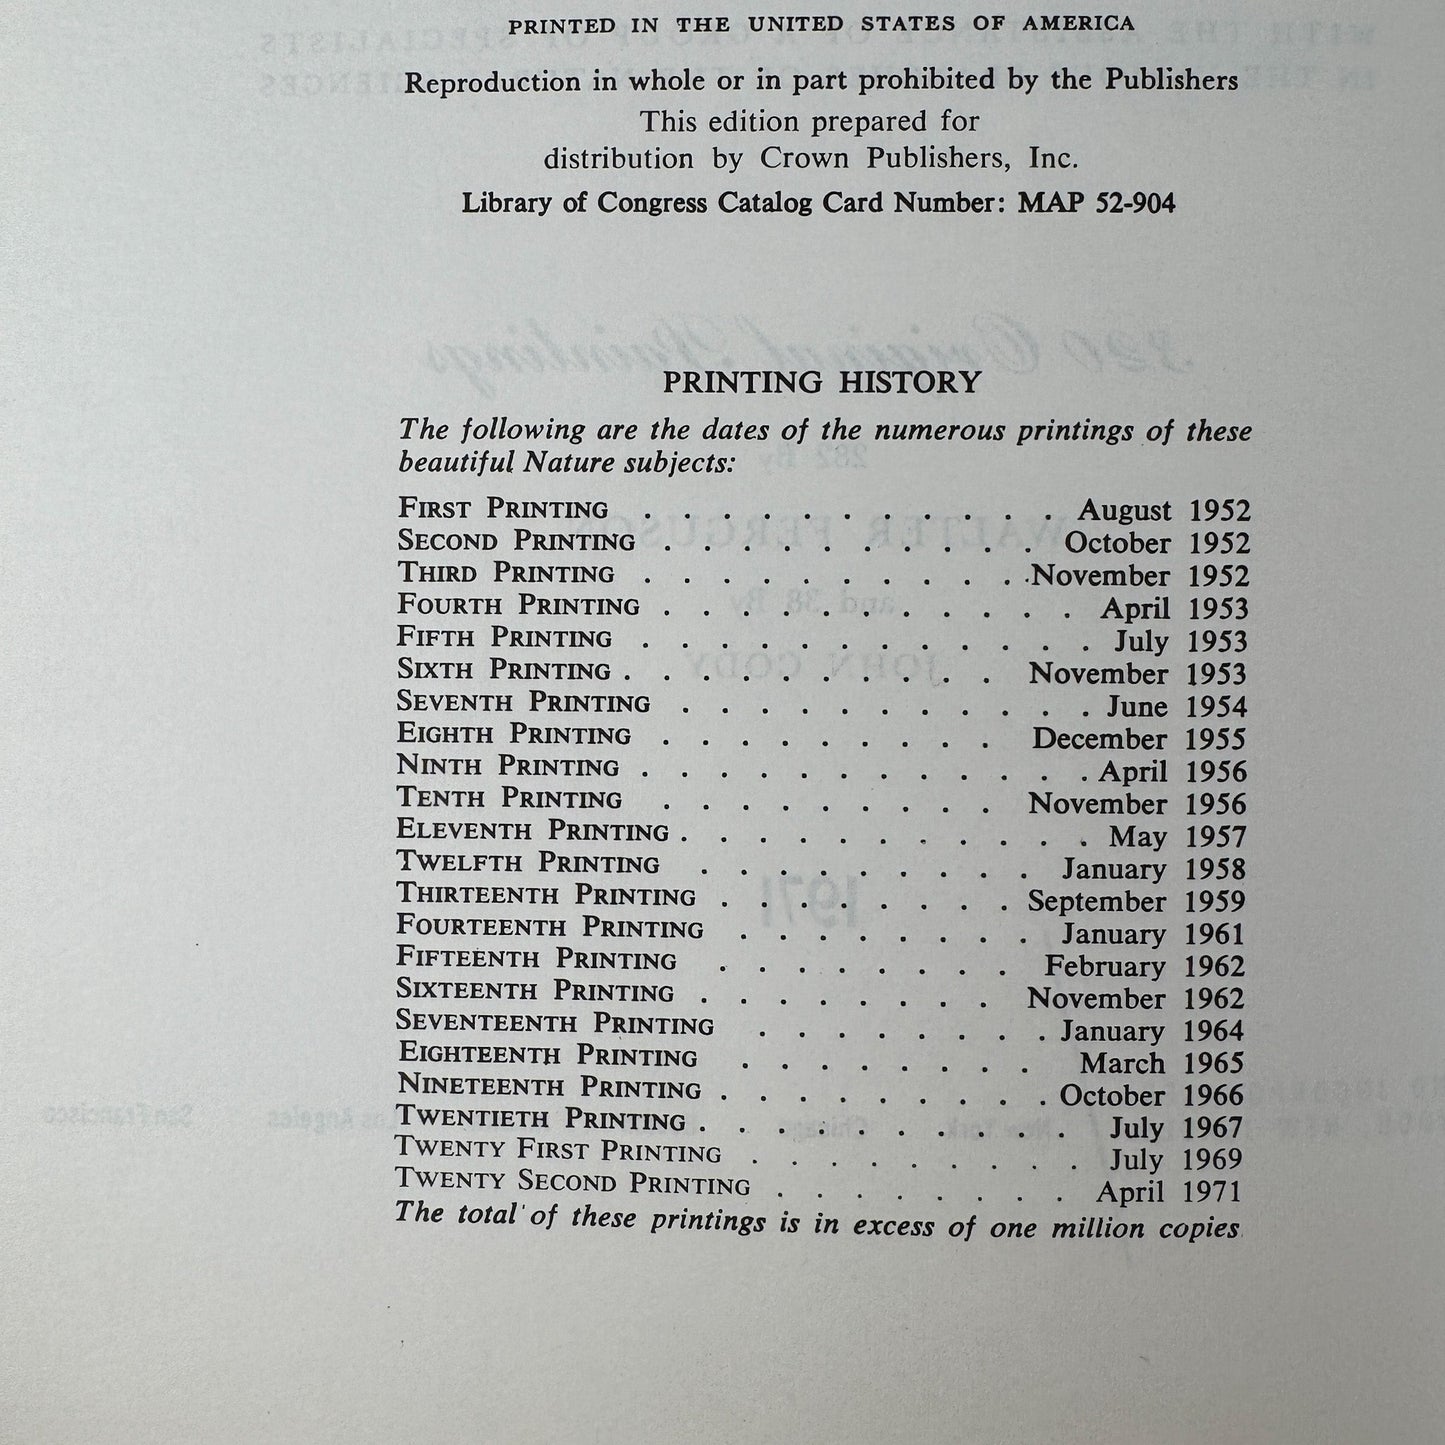 PRINTED IN THE UNITED STATES OF AMERICA
Reproduction in whole or in part prohibited by the Publishers
This edition prepared for
distribution by Crown Publishers, Inc.
Library of Congress Catalog Card Number: MAP 52-904
PRINTING HISTORY
The following are the dates of the numerous printings of these
beautiful Nature subjects:
FIRST PRINTING . . . . . . . . . . . August 1952
SECOND PRINTING . . . . . . . . . . October 1952
THIRD PRINTING . . . . . . . . . . November 1952
FOURTH PRINTING . . . . . . . . . . . April 1953
FIFTH PRINTING . . . . . . . . . . . . July 1953
SIXTH PRINTING . . . . . . . . . . November 1953
SEVENTH PRINTING . . . . . . . . . . . June 1954
EIGHTH PRINTING . . . . . . . . . December 1955
NINTH PRINTING . . . . . . . . . . . . April 1956
TENTH PRINTING . . . . . . . . . November 1956
ELEVENTH PRINTING . . . . . . . . . . . May 1957
TWELFTH PRINTING . . . . . . . . . January 1958
THIRTEENTH PRINTING . . . . . . . . September 1959
FOURTEENTH PRINTING . . . . . . . . January 1961
FIFTEENTH PRINTING . . . . . . . . February 1962
SIXTEENTH PRINTING . . . . . . . . November 1962
SEVENTEENTH PRINTING . . . . . . . . January 1964
EIGHTEENTH PRINTING . . . . . . . . March 1965
NINETEENTH PRINTING . . . . . . . . . October 1966
TWENTIETH PRINTING . . . . . . . . . . July 1967
TWENTY FIRST PRINTING . . . . . . . . . July 1969
TWENTY SECOND PRINTING . . . . . . . . April 1971
The total of these printings is in excess of one million copies